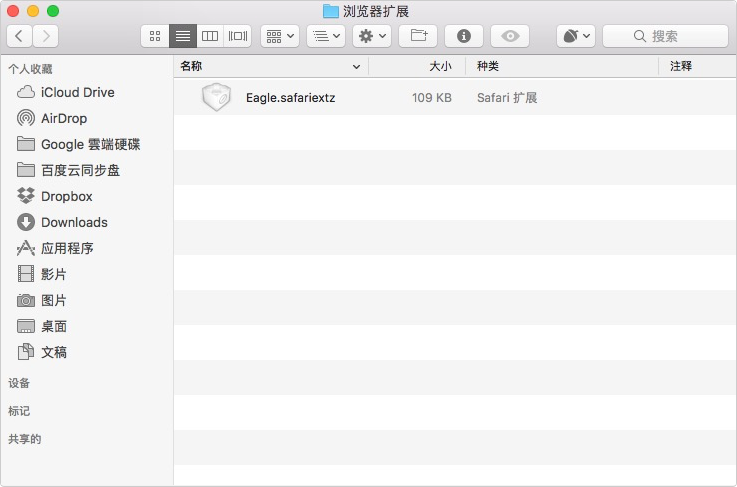 浏览器扩展
搜索
个人收藏
iCloud Drive
AirDrop
Google 雲端硬碟
百度云同步盘
Dropbox
Downloads
应用程序
影片
图片
桌面
文稿
设备
标记
共享的
名称 大小 种类 注释
Eagle.safariextz 109 KB Safari 扩展